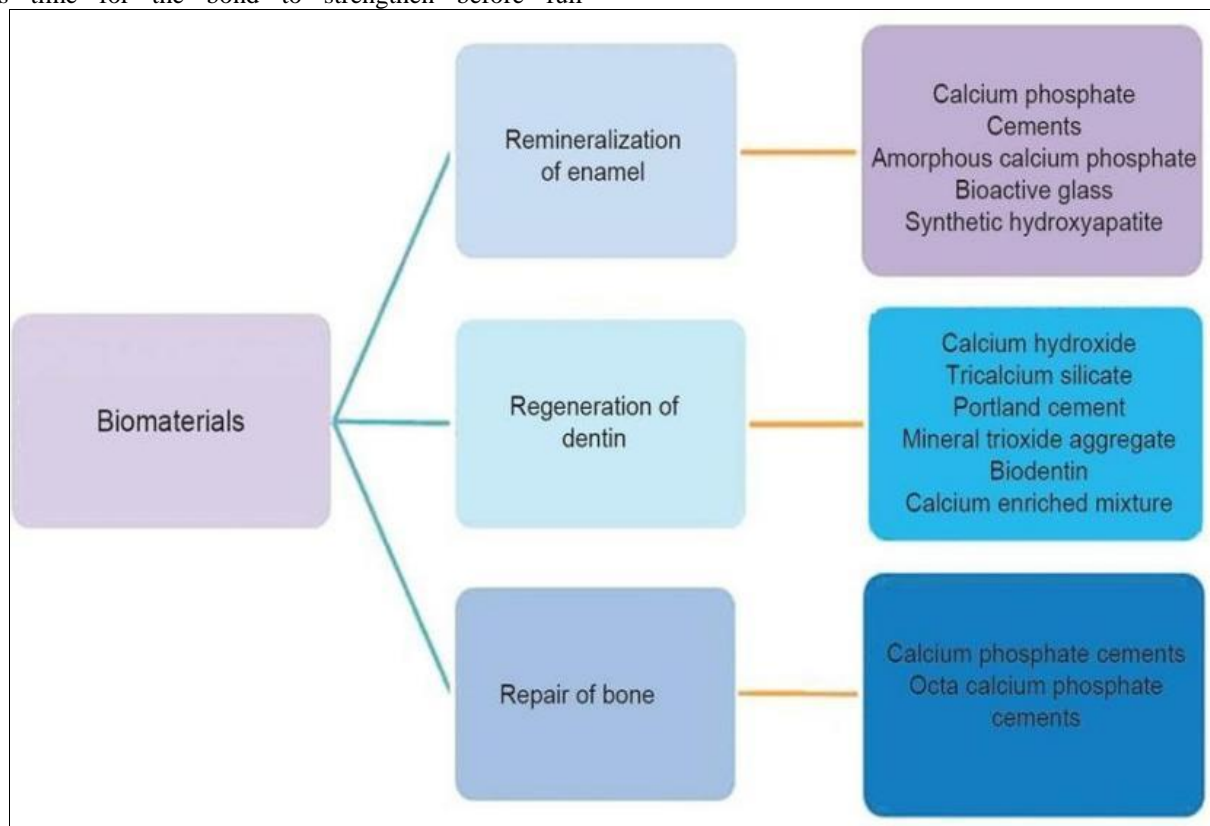 time for the bond to strengthen before full
Biomaterials
Remineralization
of enamel
Calcium phosphate
Cements
Amorphous calcium phosphate
Bioactive glass
Synthetic hydroxyapatite
Regeneration of
dentin
Calcium hydroxide
Tricalcium silicate
Portland cement
Mineral trioxide aggregate
Biodentin
Calcium enriched mixture
Repair of bone
Calcium phosphate cements
Octa calcium phosphate
cements